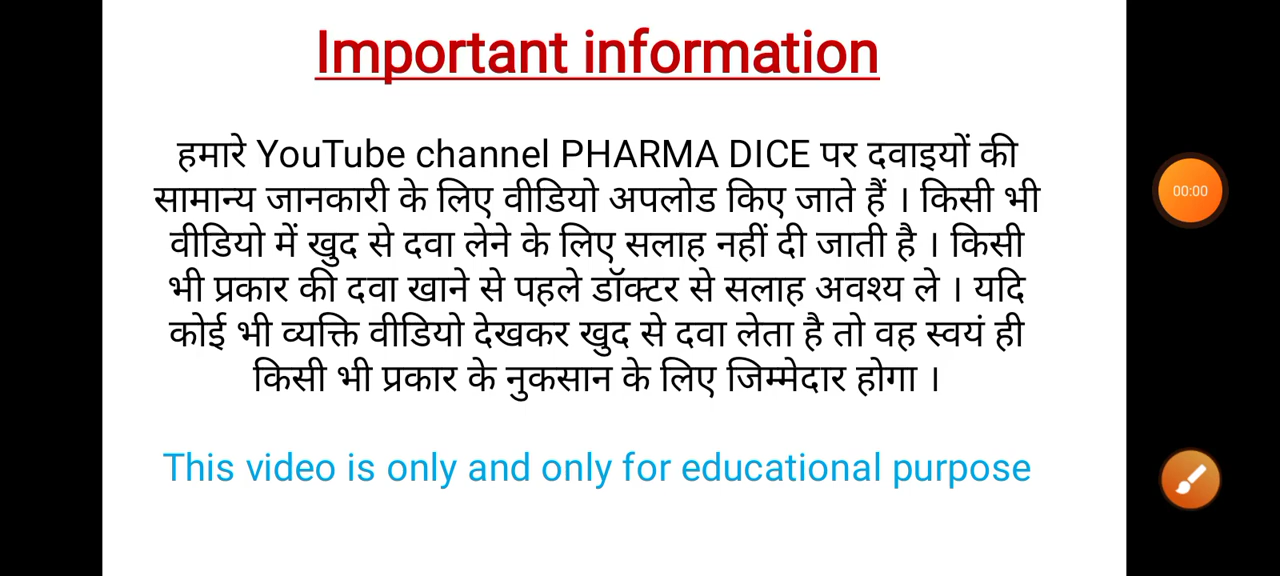 Important information
हमारे YouTube channel PHARMA DICE पर दवाइयों की
सामान्य जानकारी के लिए वीडियो अपलोड किए जाते हैं । किसी भी
वीडियो में खुद से दवा लेने के लिए सलाह नहीं दी जाती है । किसी
भी प्रकार की दवा खाने से पहले डॉक्टर से सलाह अवश्य ले । यदि
कोई भी व्यक्ति वीडियो देखकर खुद से दवा लेता है तो वह स्वयं ही
किसी भी प्रकार के नुकसान के लिए जिम्मेदार होगा ।
This video is only and only for educational purpose
00:00